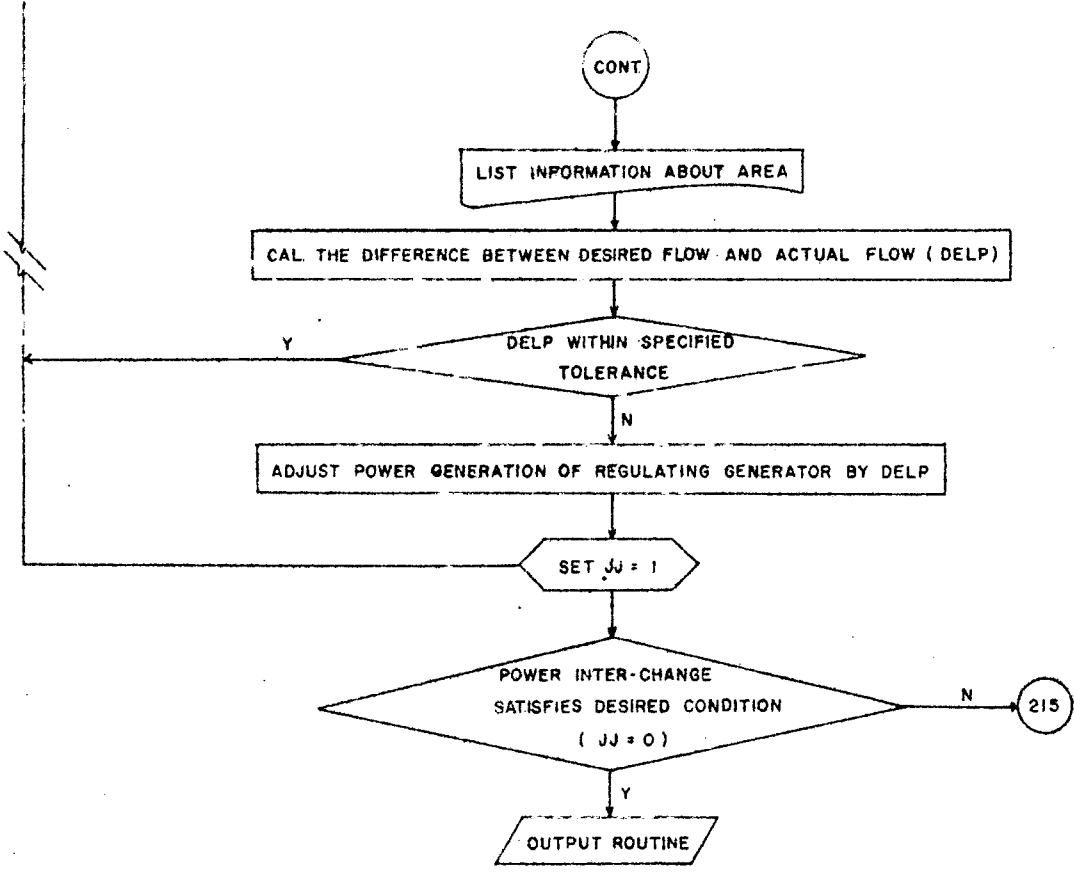 CONT.
LIST INFORMATION ABOUT AREA
CAL. THE DIFFERENCE BETWEEN DESIRED FLOW AND ACTUAL FLOW (DELP)
Y
DELP WITHIN SPECIFIED
TOLERANCE
N
ADJUST POWER GENERATION OF REGULATING GENERATOR BY DELP
SET JJ = 1
POWER INTER-CHANGE
SATISFIES DESIRED CONDITION
( JJ = 0 )
N
215
Y
OUTPUT ROUTINE